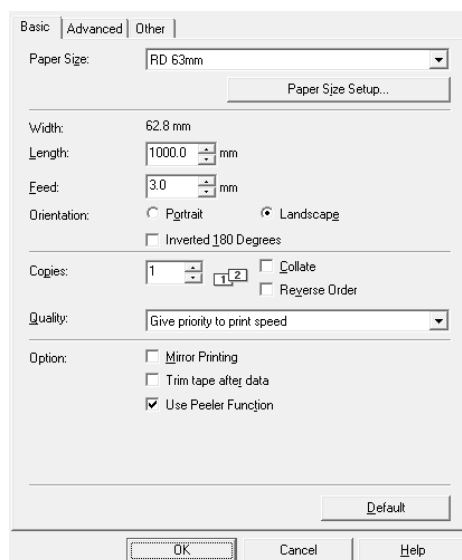 Basic Advanced Other
Paper Size: RD 63mm
Paper Size Setup...
Width: 62.8 mm
Length: 1000.0 mm
Feed: 3.0 mm
Orientation: Portrait Landscape
Inverted 180 Degrees
Copies: 1 1 2 Collate
Reverse Order
Quality: Give priority to print speed
Option: Mirror Printing
Trim tape after data
Use Peeler Function
Default
OK Cancel Help